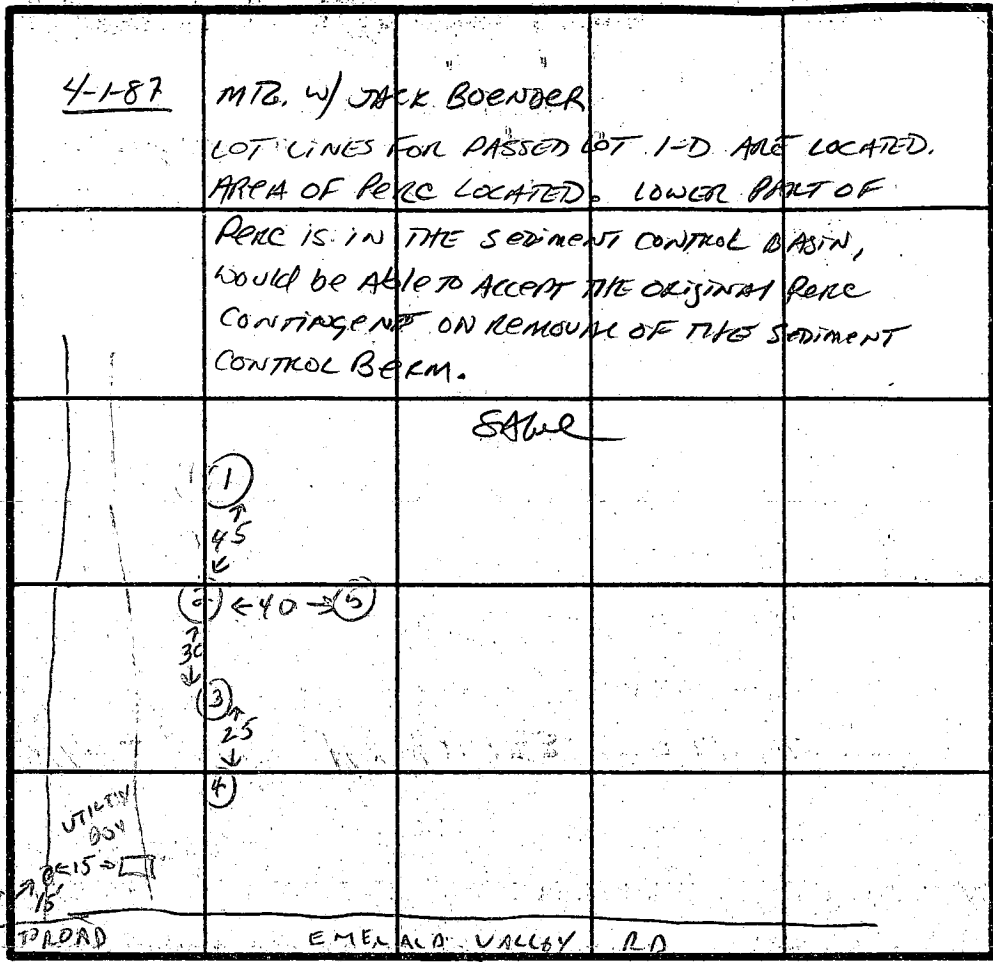 4-1-87 MTG. W/ JACK BOENDER
LOT LINES FOR PASSED LOT 1-D ARE LOCATED.
AREA OF PERC LOCATED. LOWER PART OF
PERC IS IN THE SEDIMENT CONTROL BASIN,
WOULD be Able TO ACCEPT THE ORIGINAL PERC
CONTINGENT ON REMOVAL OF THE SEDIMENT
CONTROL BERM.
1
45
2 ←40→ 5
30
3
25
4
UTILITY
BOX
←15→
15'
TO ROAD EMERALD VALLEY RD